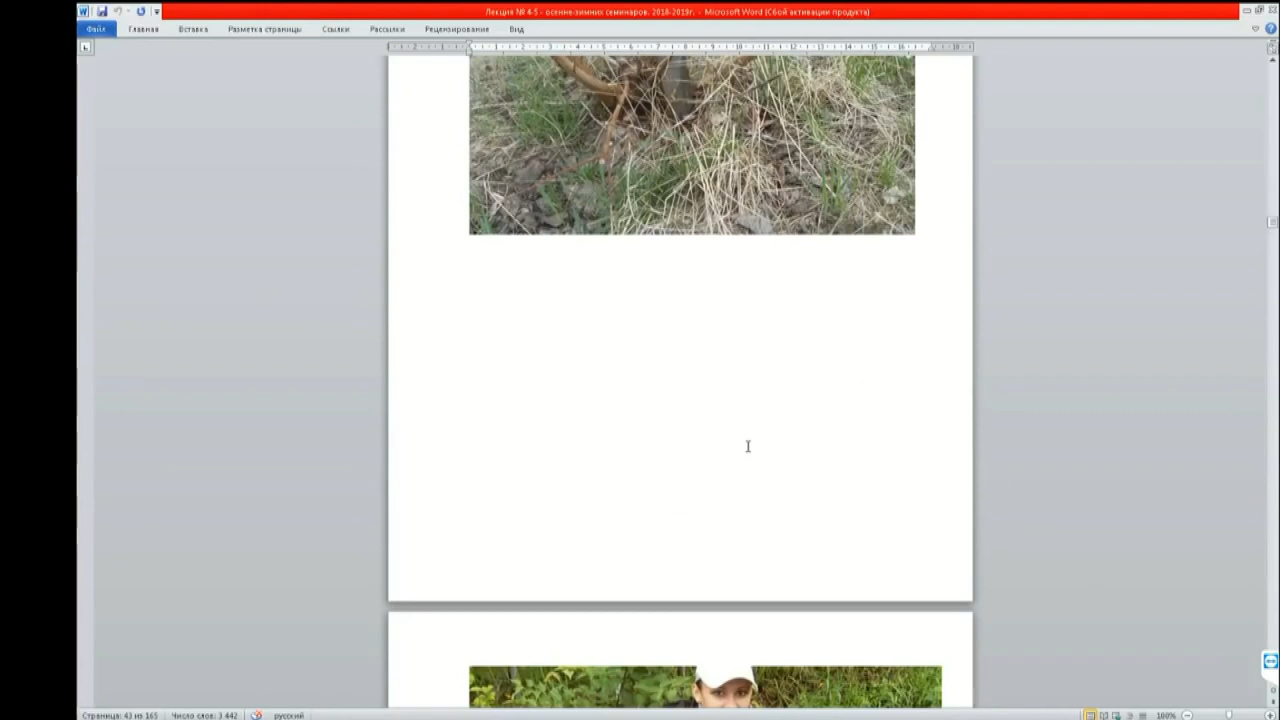 Лекция № 4-5 - осенне-зимних семинаров. 2018-2019г. - Microsoft Word (Сбой активации продукта)
Файл Главная Вставка Разметка страницы Ссылки Рассылки Рецензирование Вид
Страница: 43 из 165 Число слов: 3 442 русский 100%